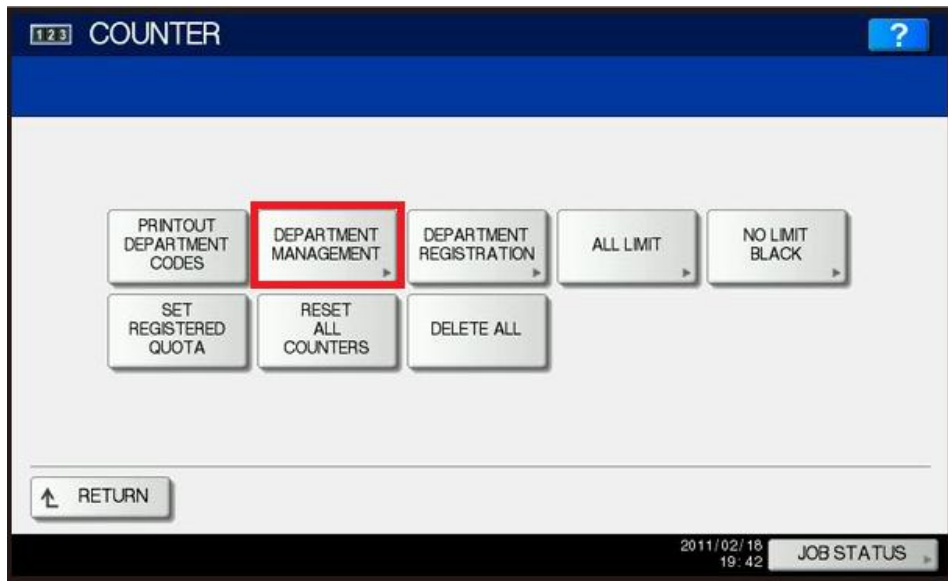 123 COUNTER
?
PRINTOUT
DEPARTMENT
CODES
DEPARTMENT
MANAGEMENT
DEPARTMENT
REGISTRATION
ALL LIMIT
NO LIMIT
BLACK
SET
REGISTERED
QUOTA
RESET
ALL
COUNTERS
DELETE ALL
RETURN
2011/02/18
19:42
JOB STATUS